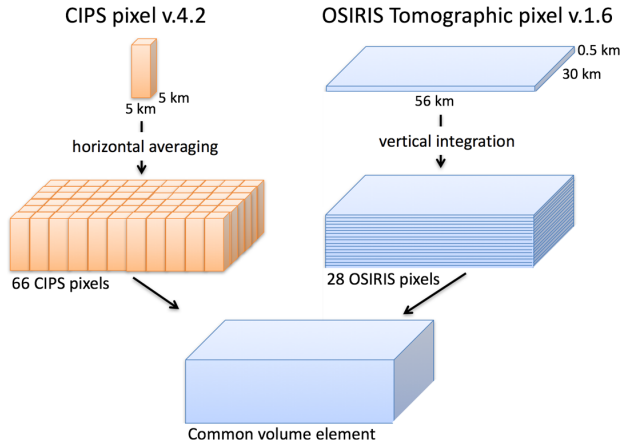 CIPS pixel v.4.2
OSIRIS Tomographic pixel v.1.6
0.5 km
30 km
5 km
5 km
56 km
horizontal averaging
vertical integration
66 CIPS pixels
28 OSIRIS pixels
Common volume element